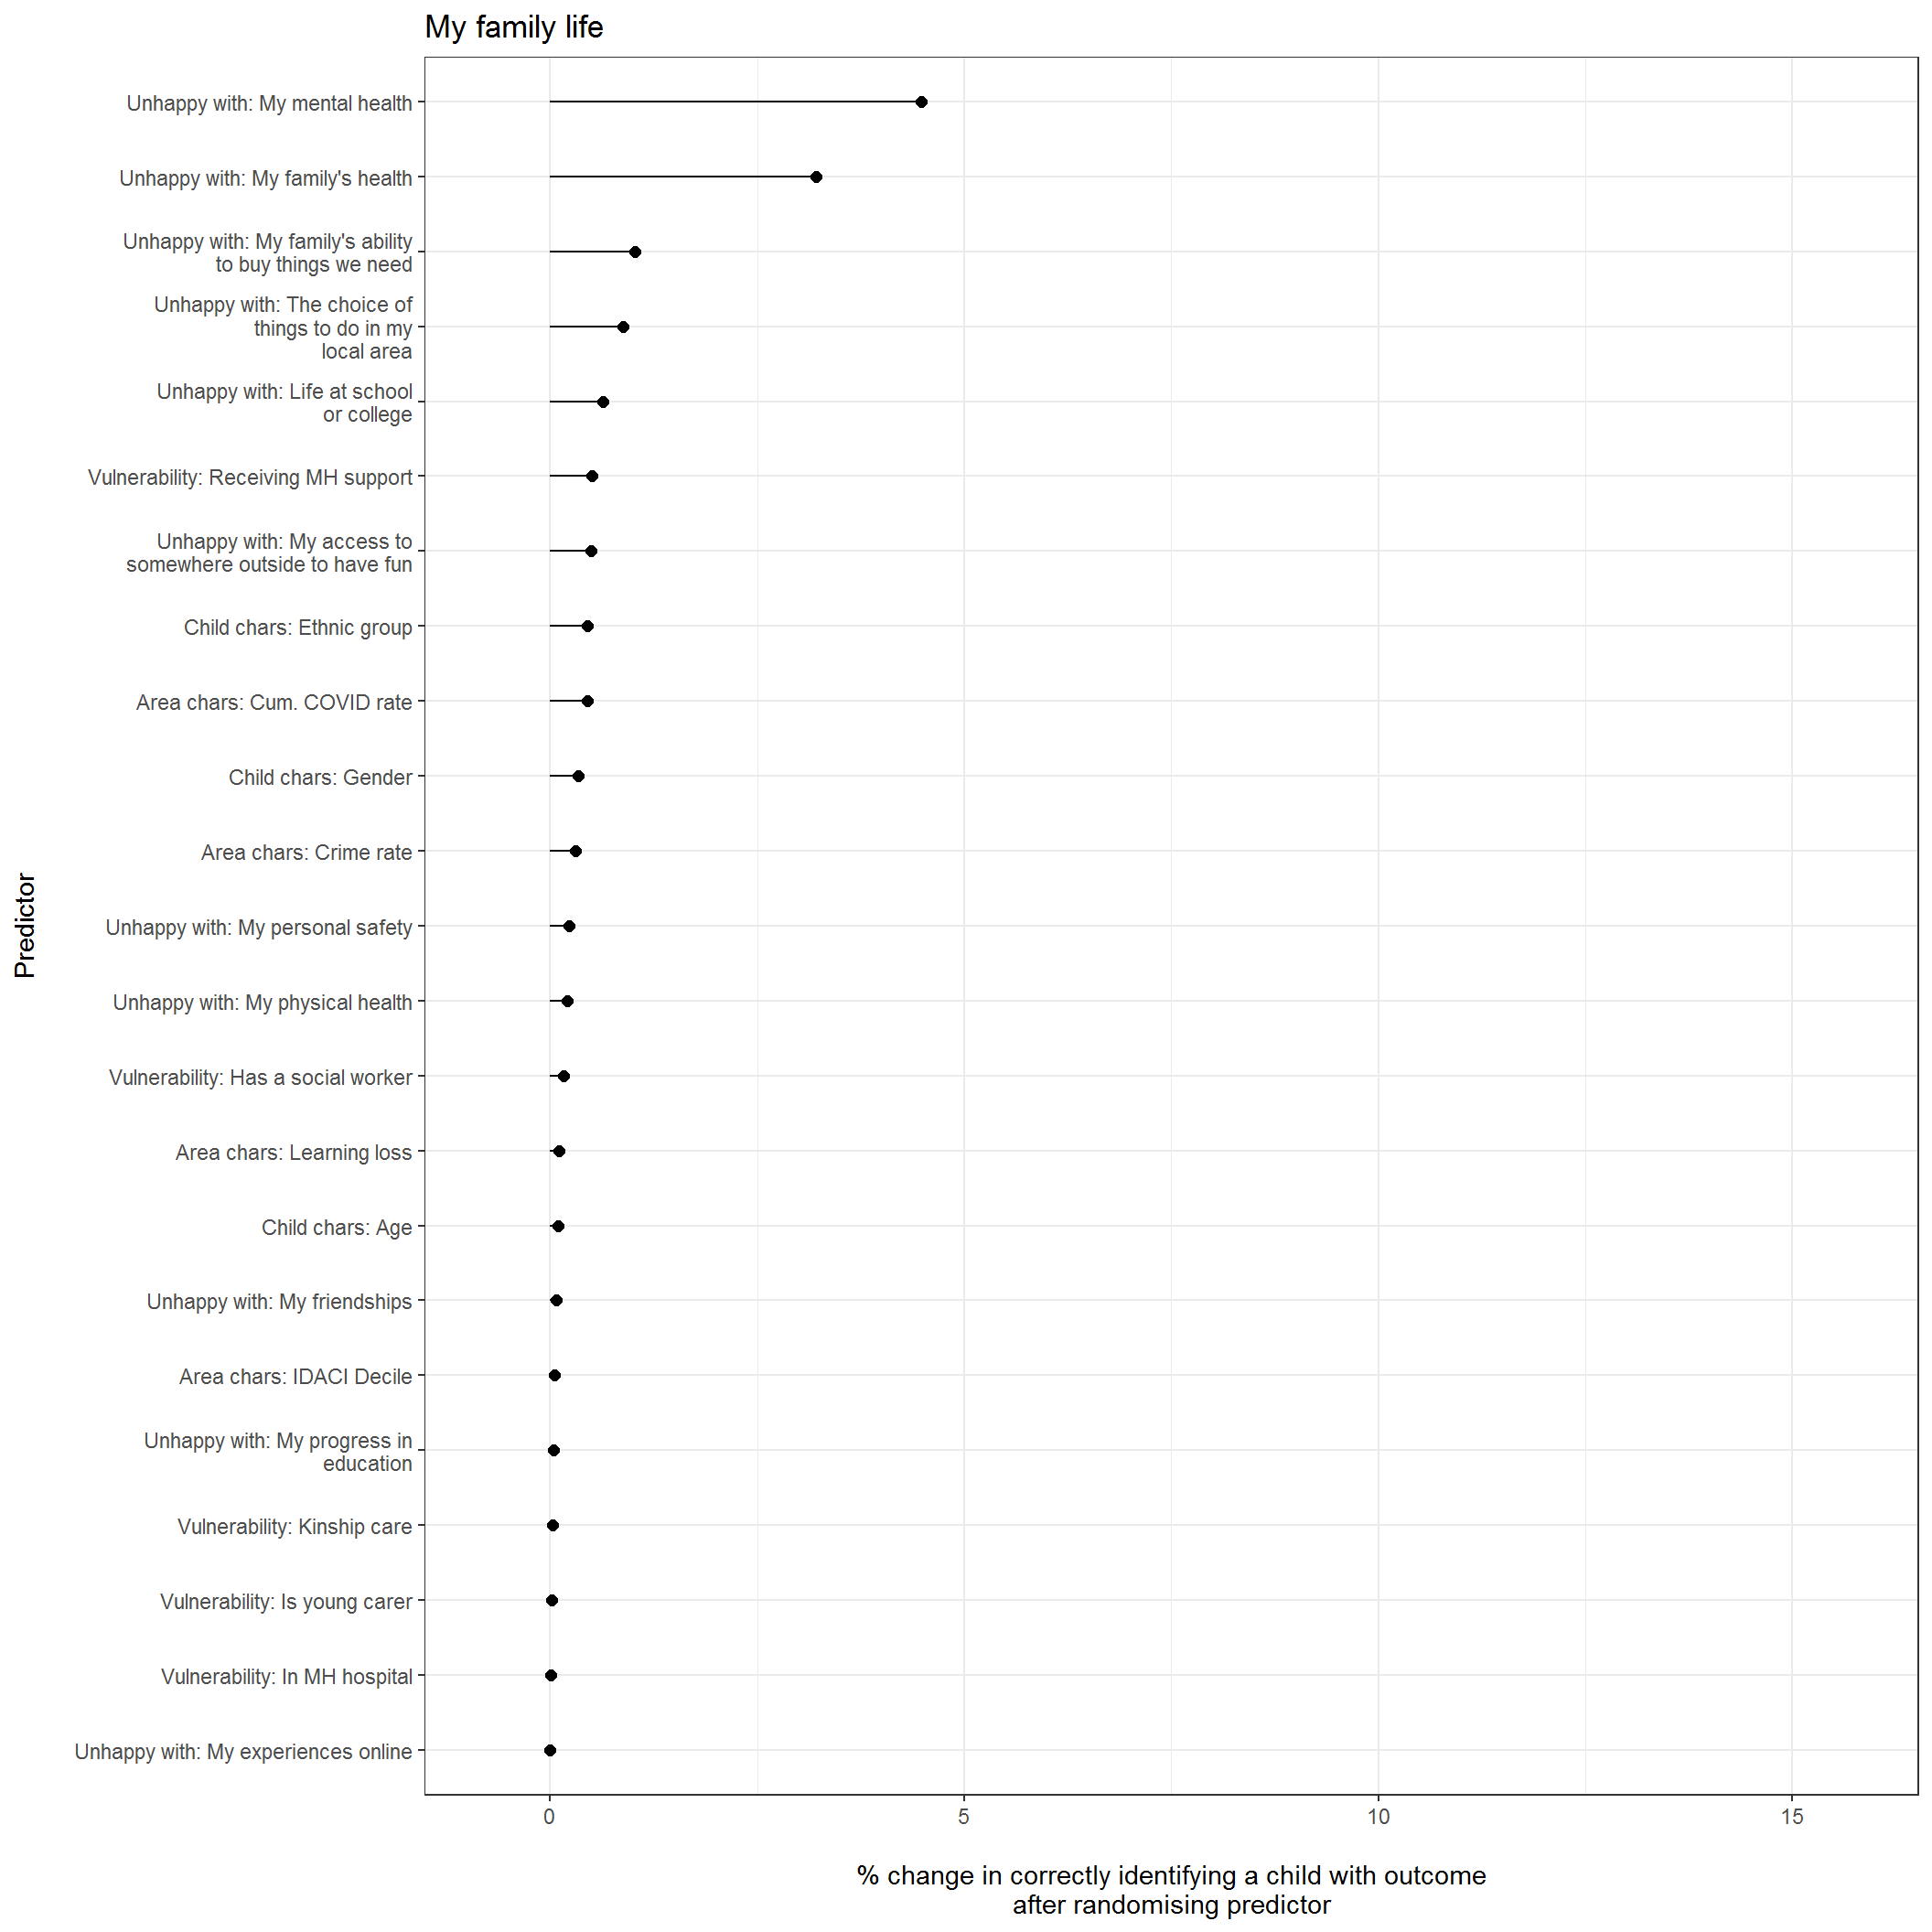 My family life
Unhappy with: My mental health
Unhappy with: My family's health
Unhappy with: My family's ability
to buy things we need
Unhappy with: The choice of
things to do in my
local area
Unhappy with: Life at school
or college
Vulnerability: Receiving MH support
Unhappy with: My access to
somewhere outside to have fun
Child chars: Ethnic group
Area chars: Cum. COVID rate
Child chars: Gender
Area chars: Crime rate
Unhappy with: My personal safety
Unhappy with: My physical health
Vulnerability: Has a social worker
Area chars: Learning loss
Child chars: Age
Unhappy with: My friendships
Area chars: IDACI Decile
Unhappy with: My progress in
education
Vulnerability: Kinship care
Vulnerability: Is young carer
Vulnerability: In MH hospital
Unhappy with: My experiences online
Predictor
0 5 10 15
% change in correctly identifying a child with outcome
after randomising predictor